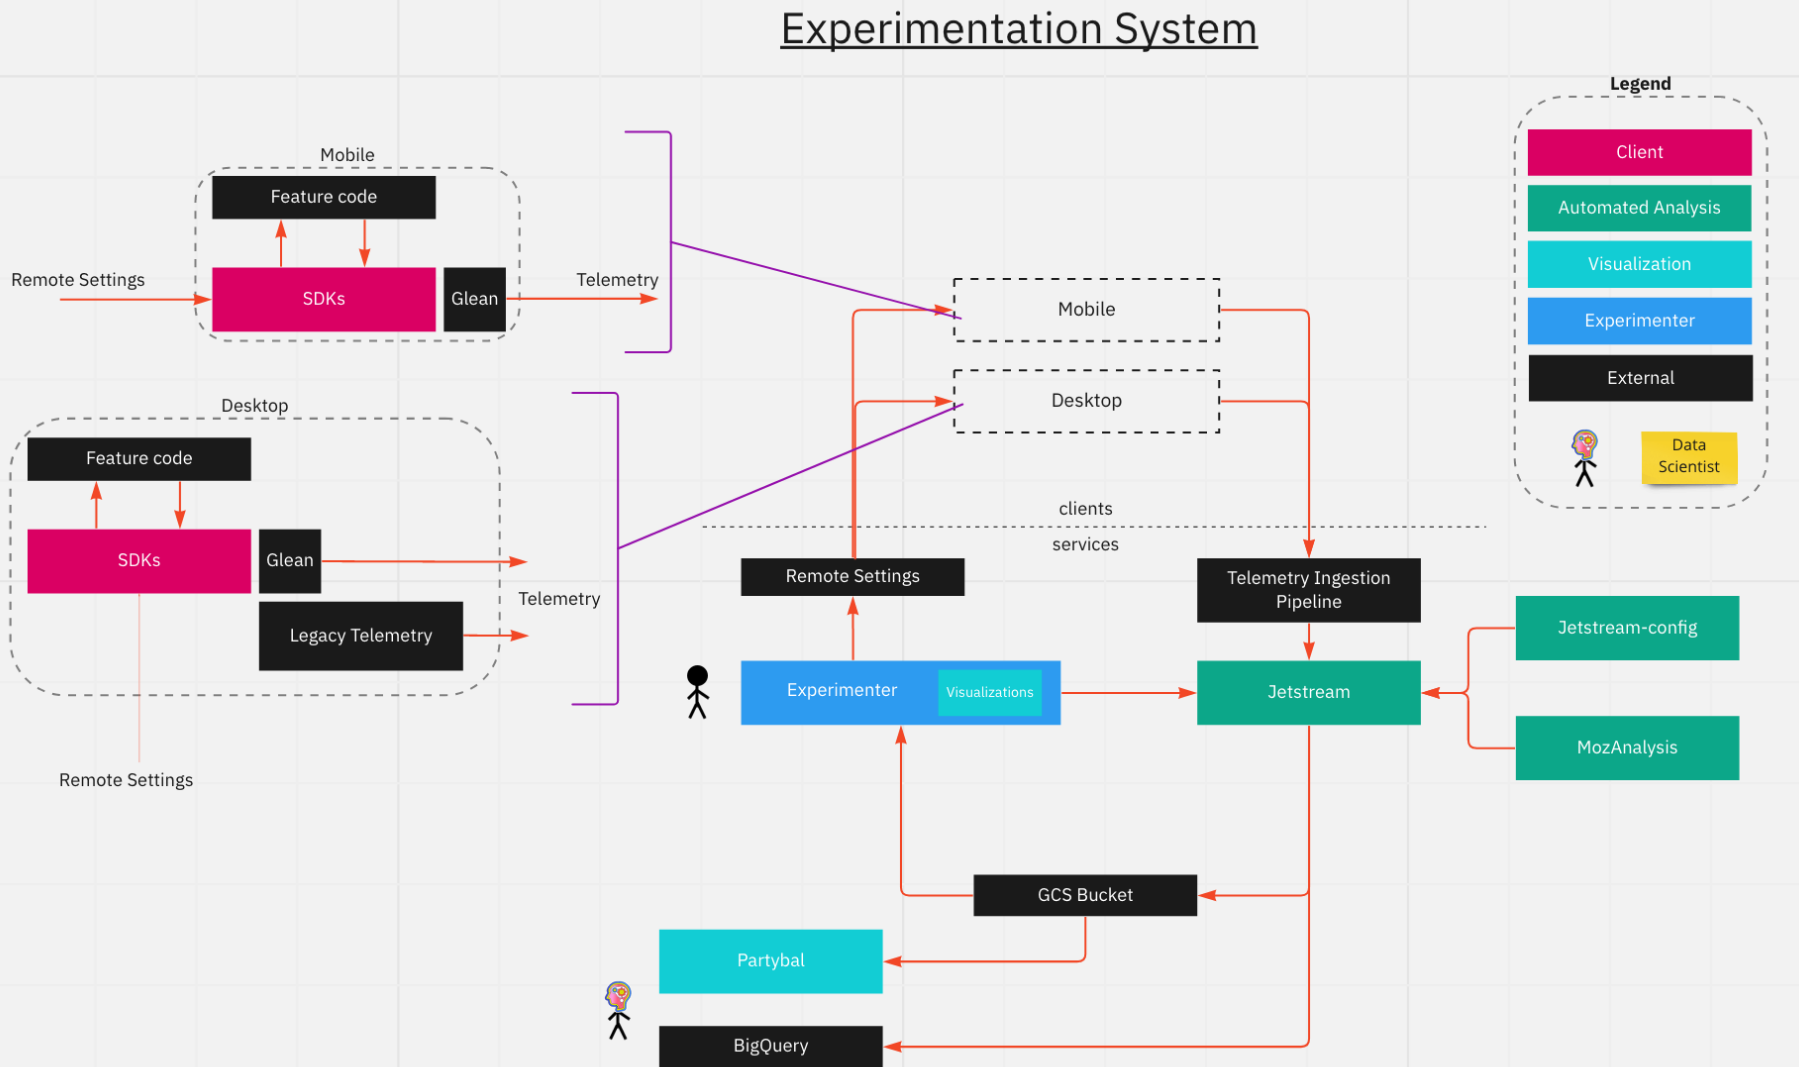 Experimentation System
Legend
Client
Automated Analysis
Visualization
Experimenter
External
Data
Scientist
Mobile
Feature code
Remote Settings
SDKs
Glean
Telemetry
Desktop
Feature code
SDKs
Glean
Telemetry
Legacy Telemetry
Remote Settings
Mobile
Desktop
clients
services
Remote Settings
Telemetry Ingestion
Pipeline
Experimenter
Visualizations
Jetstream
Jetstream-config
MozAnalysis
GCS Bucket
Partybal
BigQuery